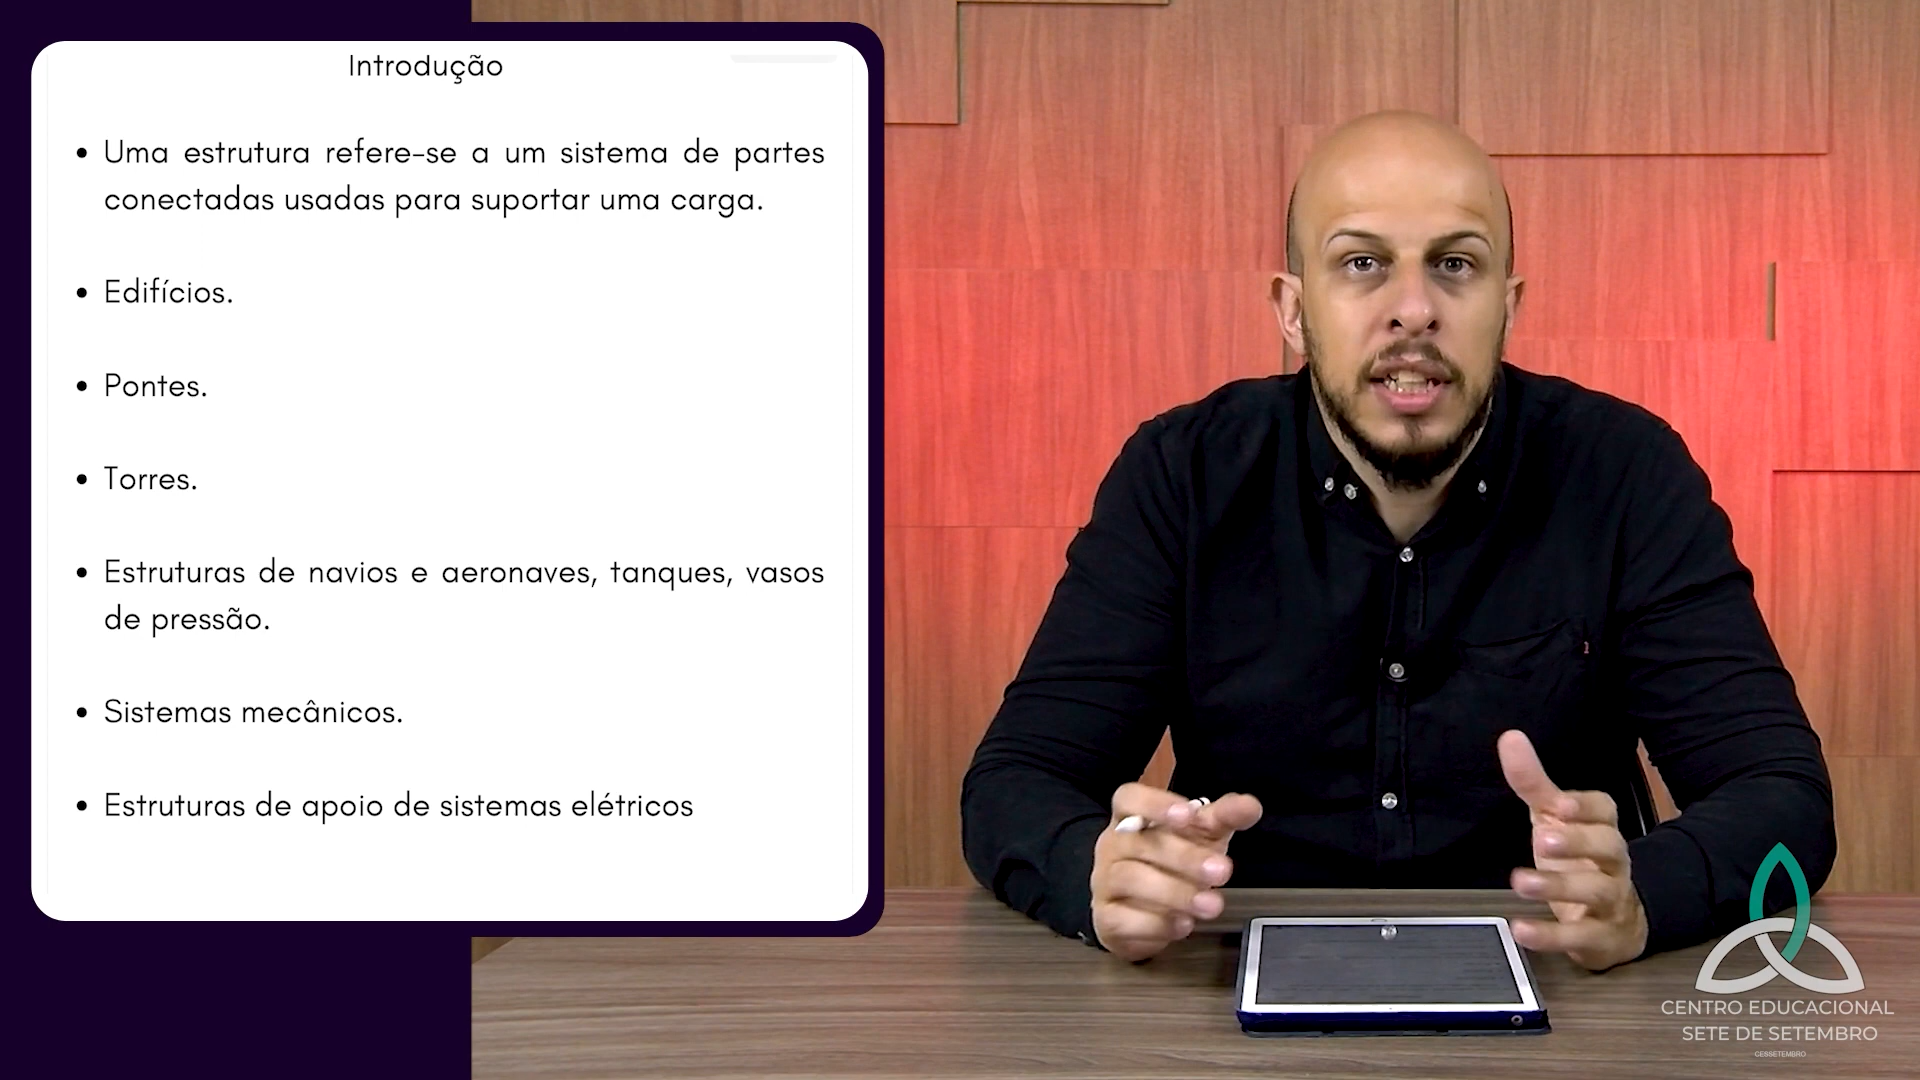 Introdução
• Uma estrutura refere-se a um sistema de partes
conectadas usadas para suportar uma carga.
• Edifícios.
• Pontes.
• Torres.
• Estruturas de navios e aeronaves, tanques, vasos
de pressão.
• Sistemas mecânicos.
• Estruturas de apoio de sistemas elétricos
CENTRO EDUCACIONAL
SETE DE SETEMBRO
CESSETEMBRO